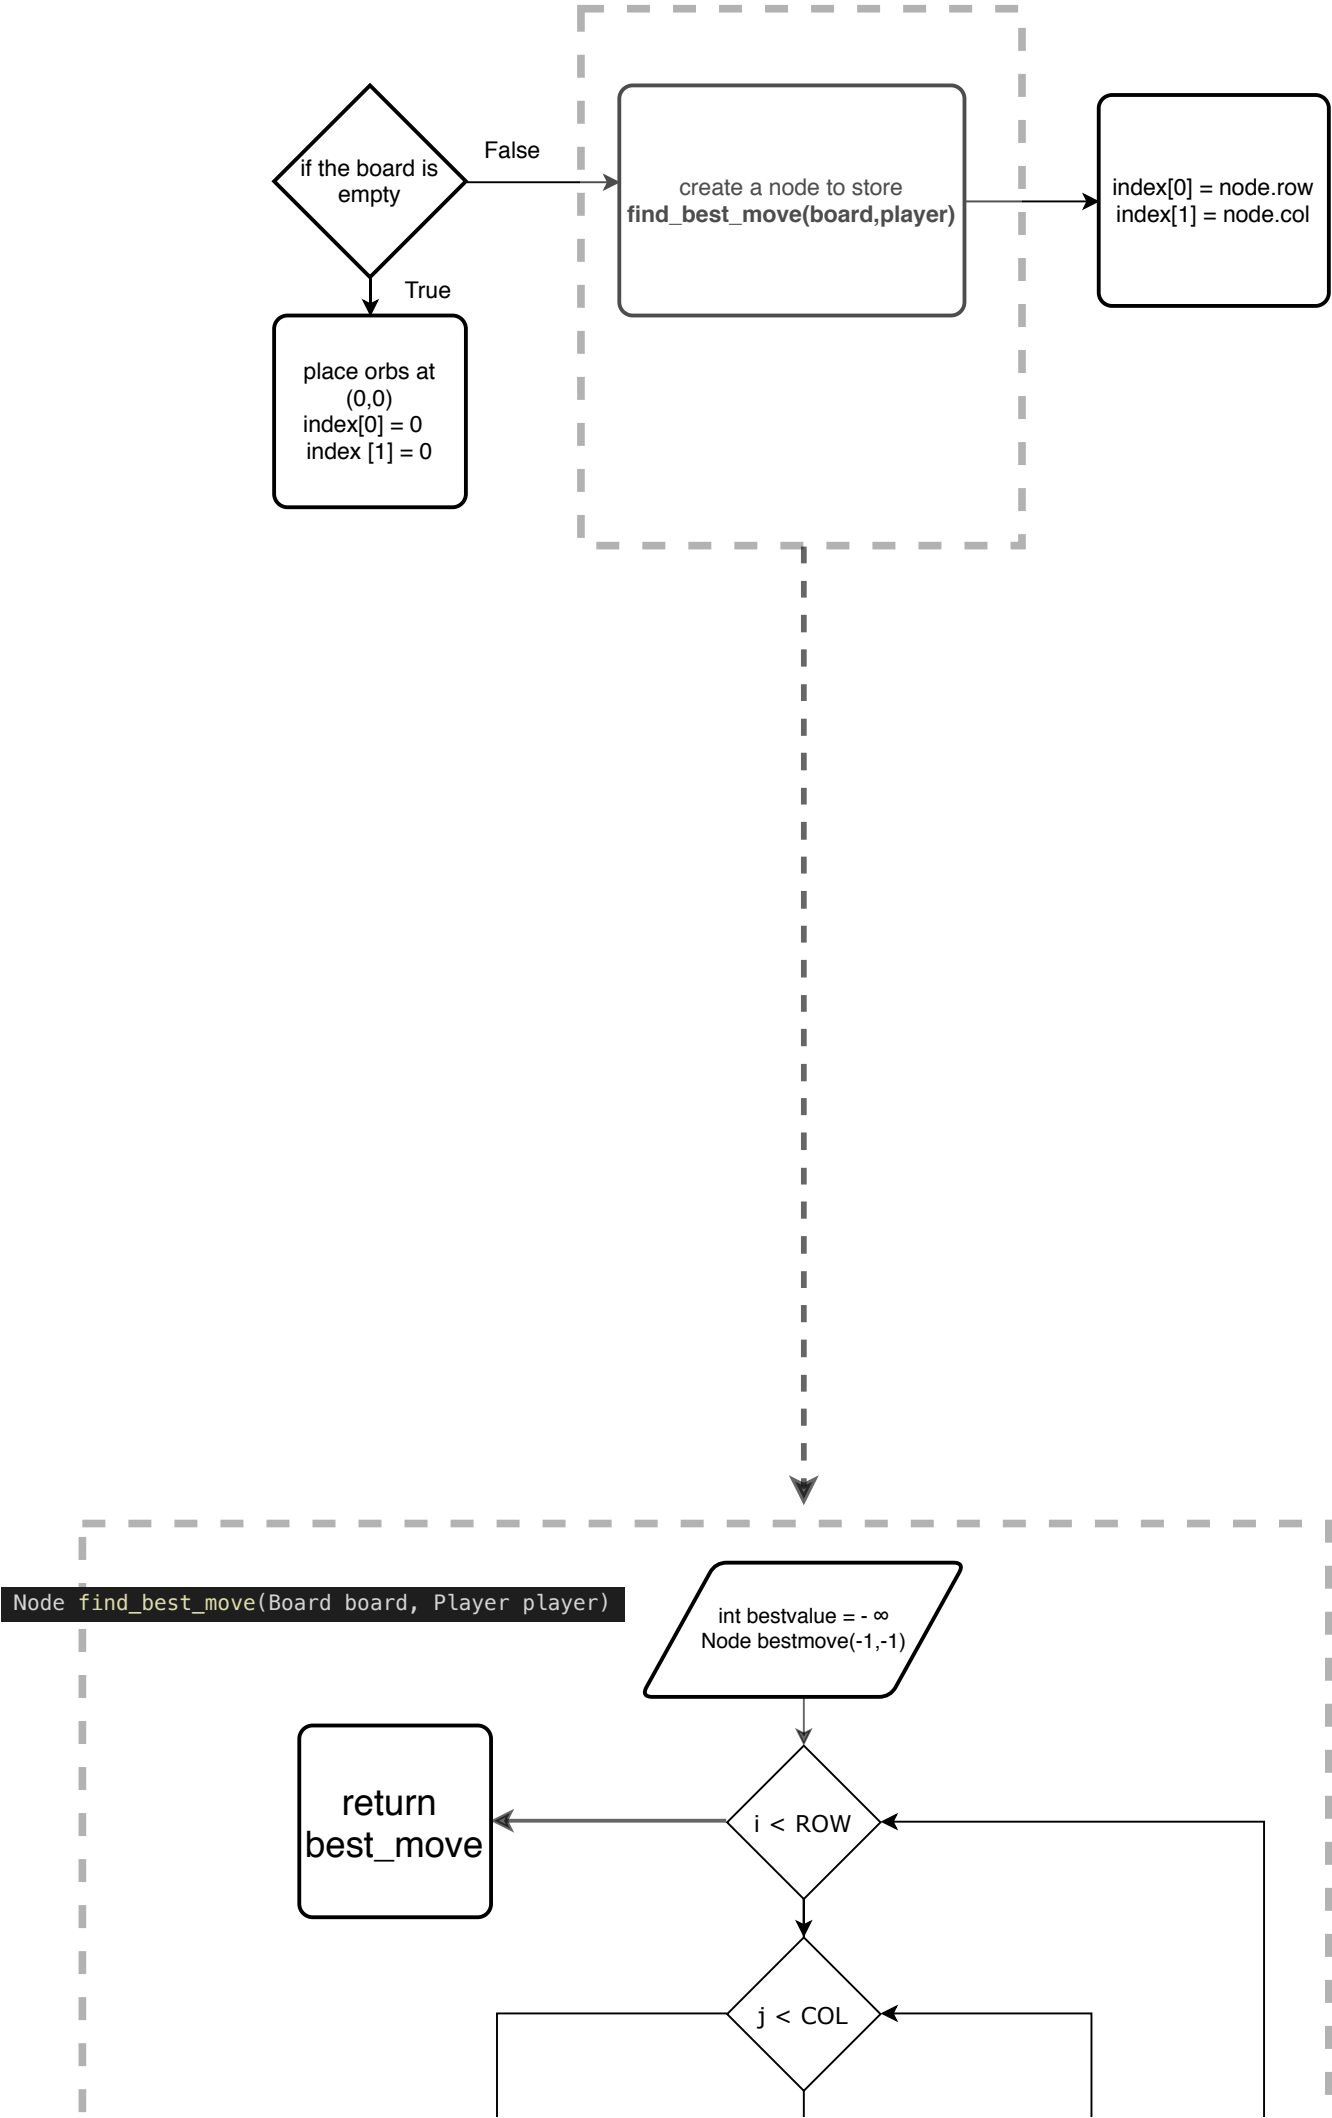 if the board is
empty
False
True
create a node to store
find_best_move(board,player)
index[0] = node.row
index[1] = node.col
place orbs at
(0,0)
index[0] = 0
index [1] = 0
Node find_best_move(Board board, Player player)
int bestvalue = - ∞
Node bestmove(-1,-1)
return
best_move
i < ROW
j < COL